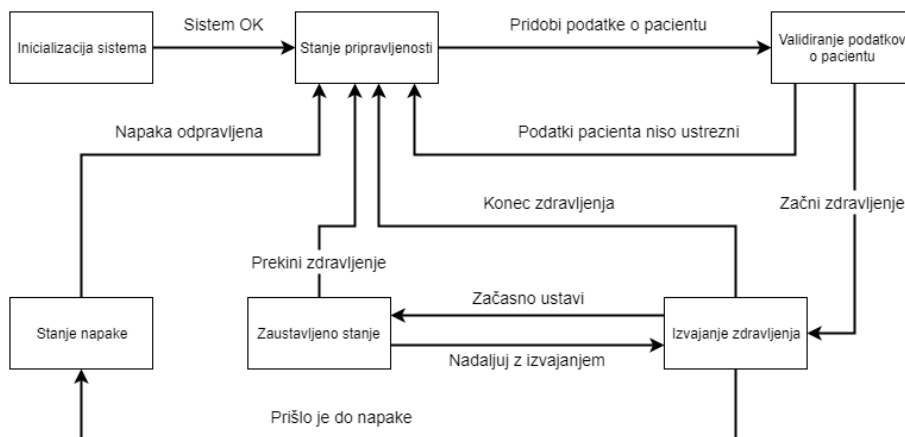 Sistem OK
Pridobi podatke o pacientu
Inicializacija sistema
Stanje pripravljenosti
Validiranje podatkov
o pacientu
Napaka odpravljena
Podatki pacienta niso ustrezni
Konec zdravljenja
Začni zdravljenje
Prekini zdravljenje
Začasno ustavi
Stanje napake
Zaustavljeno stanje
Izvajanje zdravljenja
Nadaljuj z izvajanjem
Prišlo je do napake